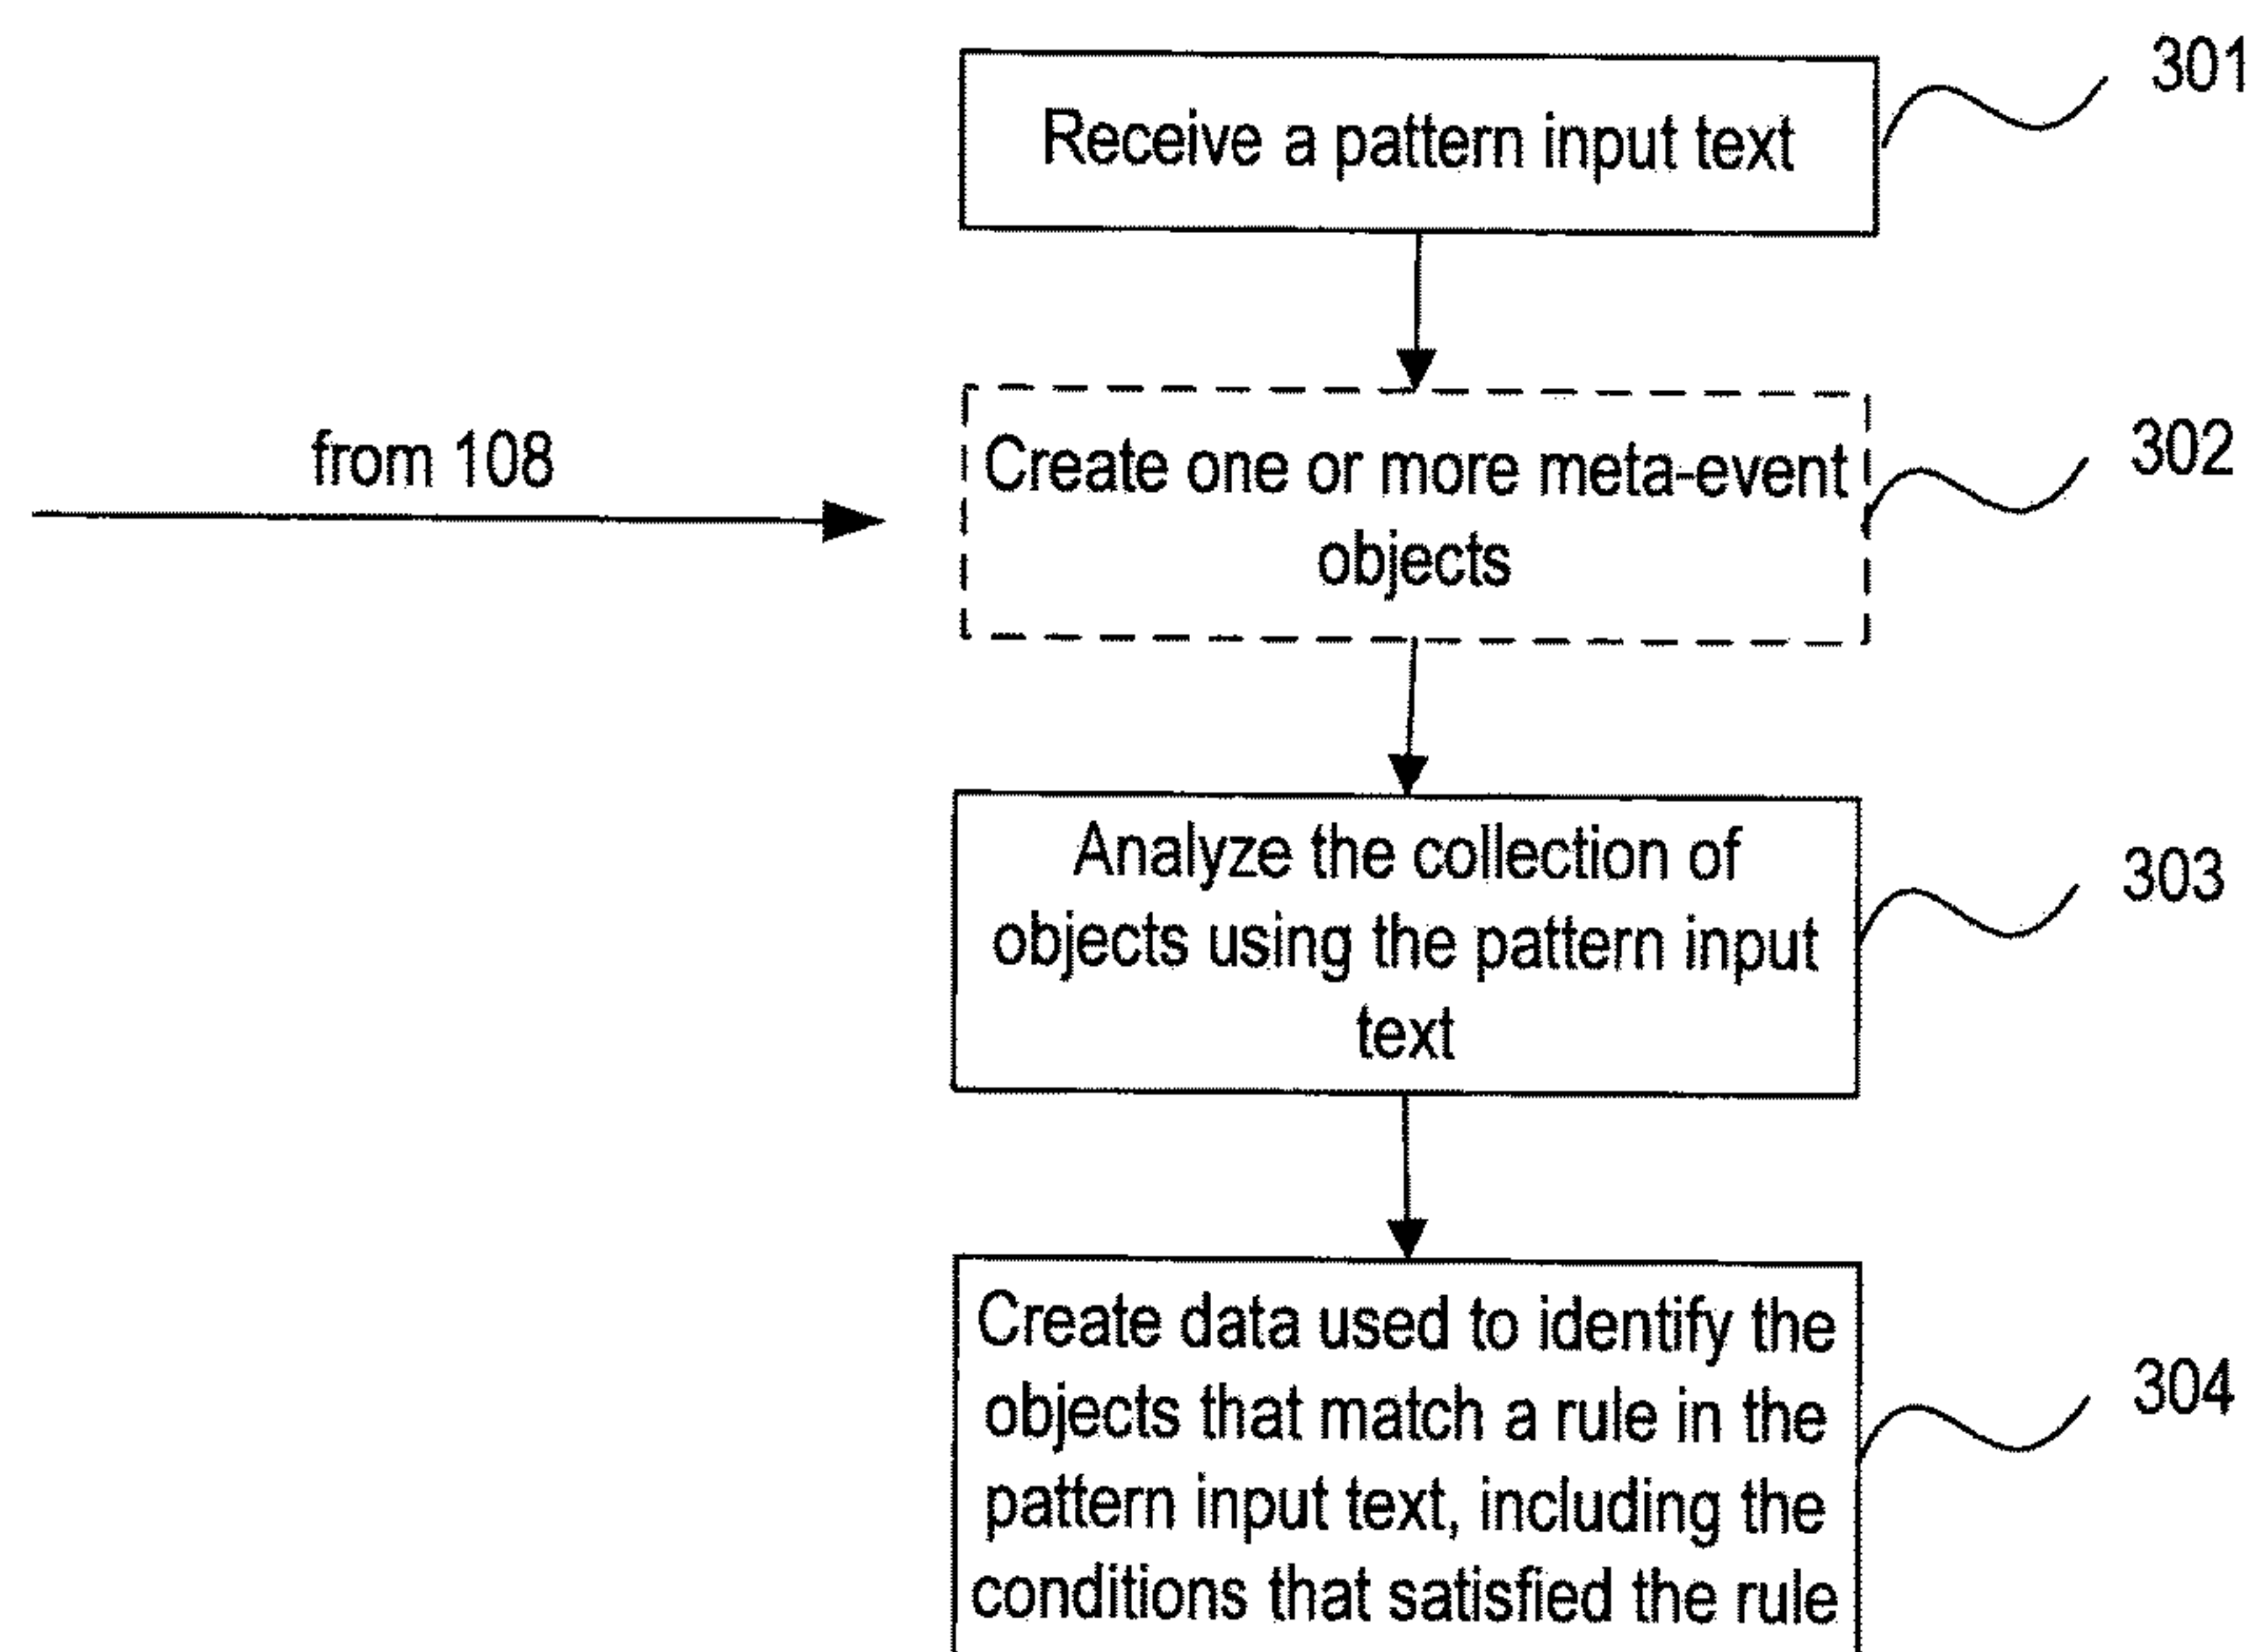 Receive a pattern input text
301
from 108
Create one or more meta-event
objects
302
Analyze the collection of
objects using the pattern input
text
303
Create data used to identify the
objects that match a rule in the
pattern input text, including the
conditions that satisfied the rule
304